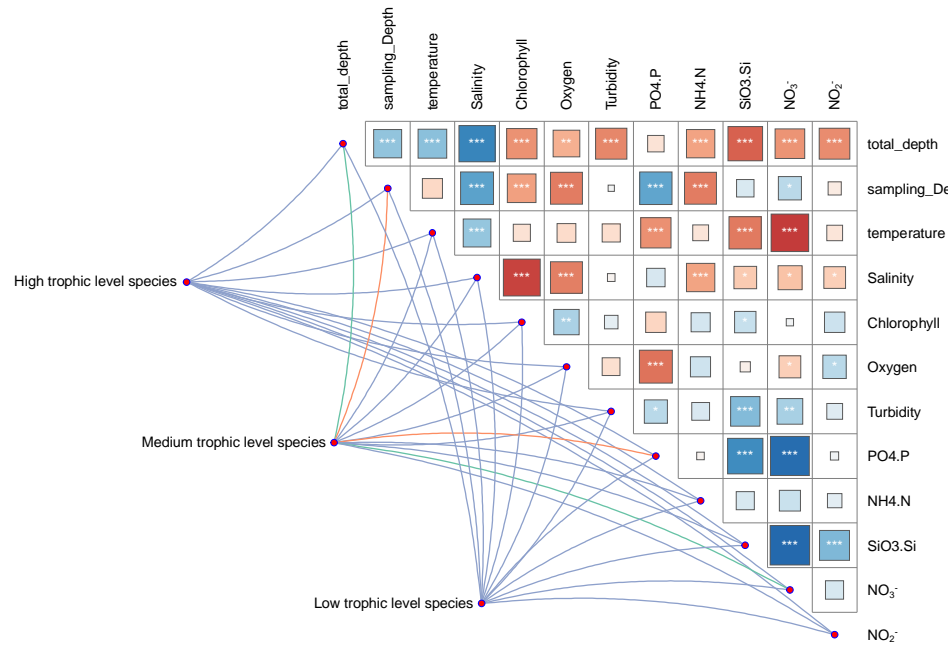 total_depth
sampling_Depth
temperature
Salinity
Chlorophyll
Oxygen
Turbidity
PO4.P
NH4.N
SiO3.Si
NO₃⁻
NO₂⁻
*** *** *** *** ** *** *** *** *** *** total_depth
*** *** *** *** *** * sampling_De
*** *** *** *** temperature
*** *** *** * * * Salinity
** * Chlorophyll
*** * * Oxygen
* *** ** Turbidity
*** *** PO4.P
NH4.N
*** *** SiO3.Si
NO₃⁻
NO₂⁻
High trophic level species
Medium trophic level species
Low trophic level species